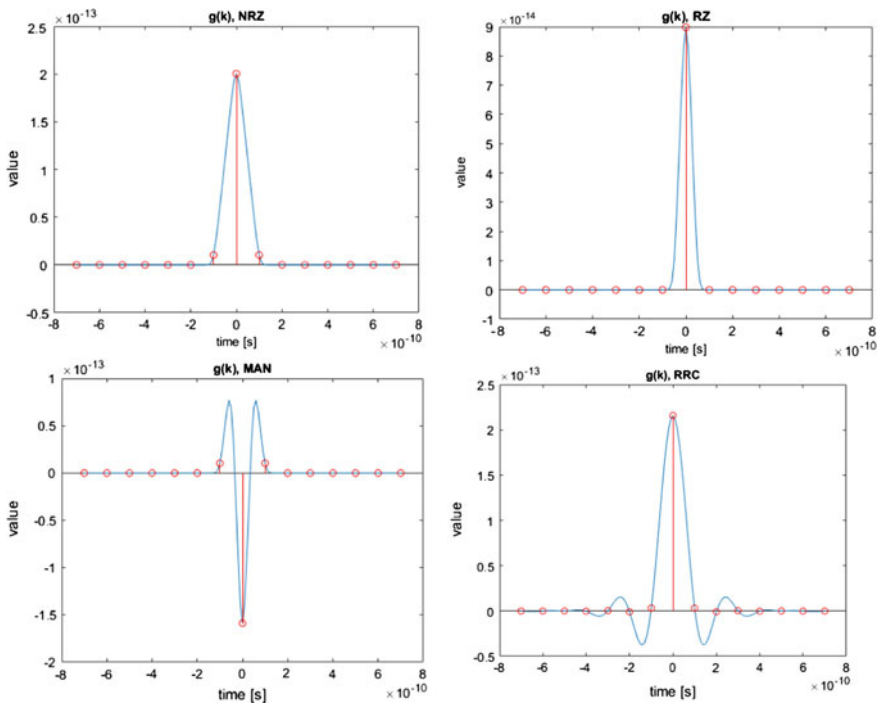 × 10-13
g(k), NRZ
2.5
2
1.5
1
0.5
0
-0.5
value
-8 -6 -4 -2 0 2 4 6 8
time [s]
× 10-10
× 10-14
g(k), RZ
9
8
7
6
5
4
3
2
1
0
-1
value
-8 -6 -4 -2 0 2 4 6 8
time [s]
× 10-10
× 10-13
g(k), MAN
1
0.5
0
-0.5
-1
-1.5
-2
value
-8 -6 -4 -2 0 2 4 6 8
time [s]
× 10-10
× 10-13
g(k), RRC
2.5
2
1.5
1
0.5
0
-0.5
value
-8 -6 -4 -2 0 2 4 6 8
time [s]
× 10-10